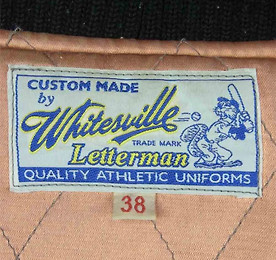 CUSTOM MADE
by
Whitesville
TRADE MARK
Letterman
QUALITY ATHLETIC UNIFORMS
38